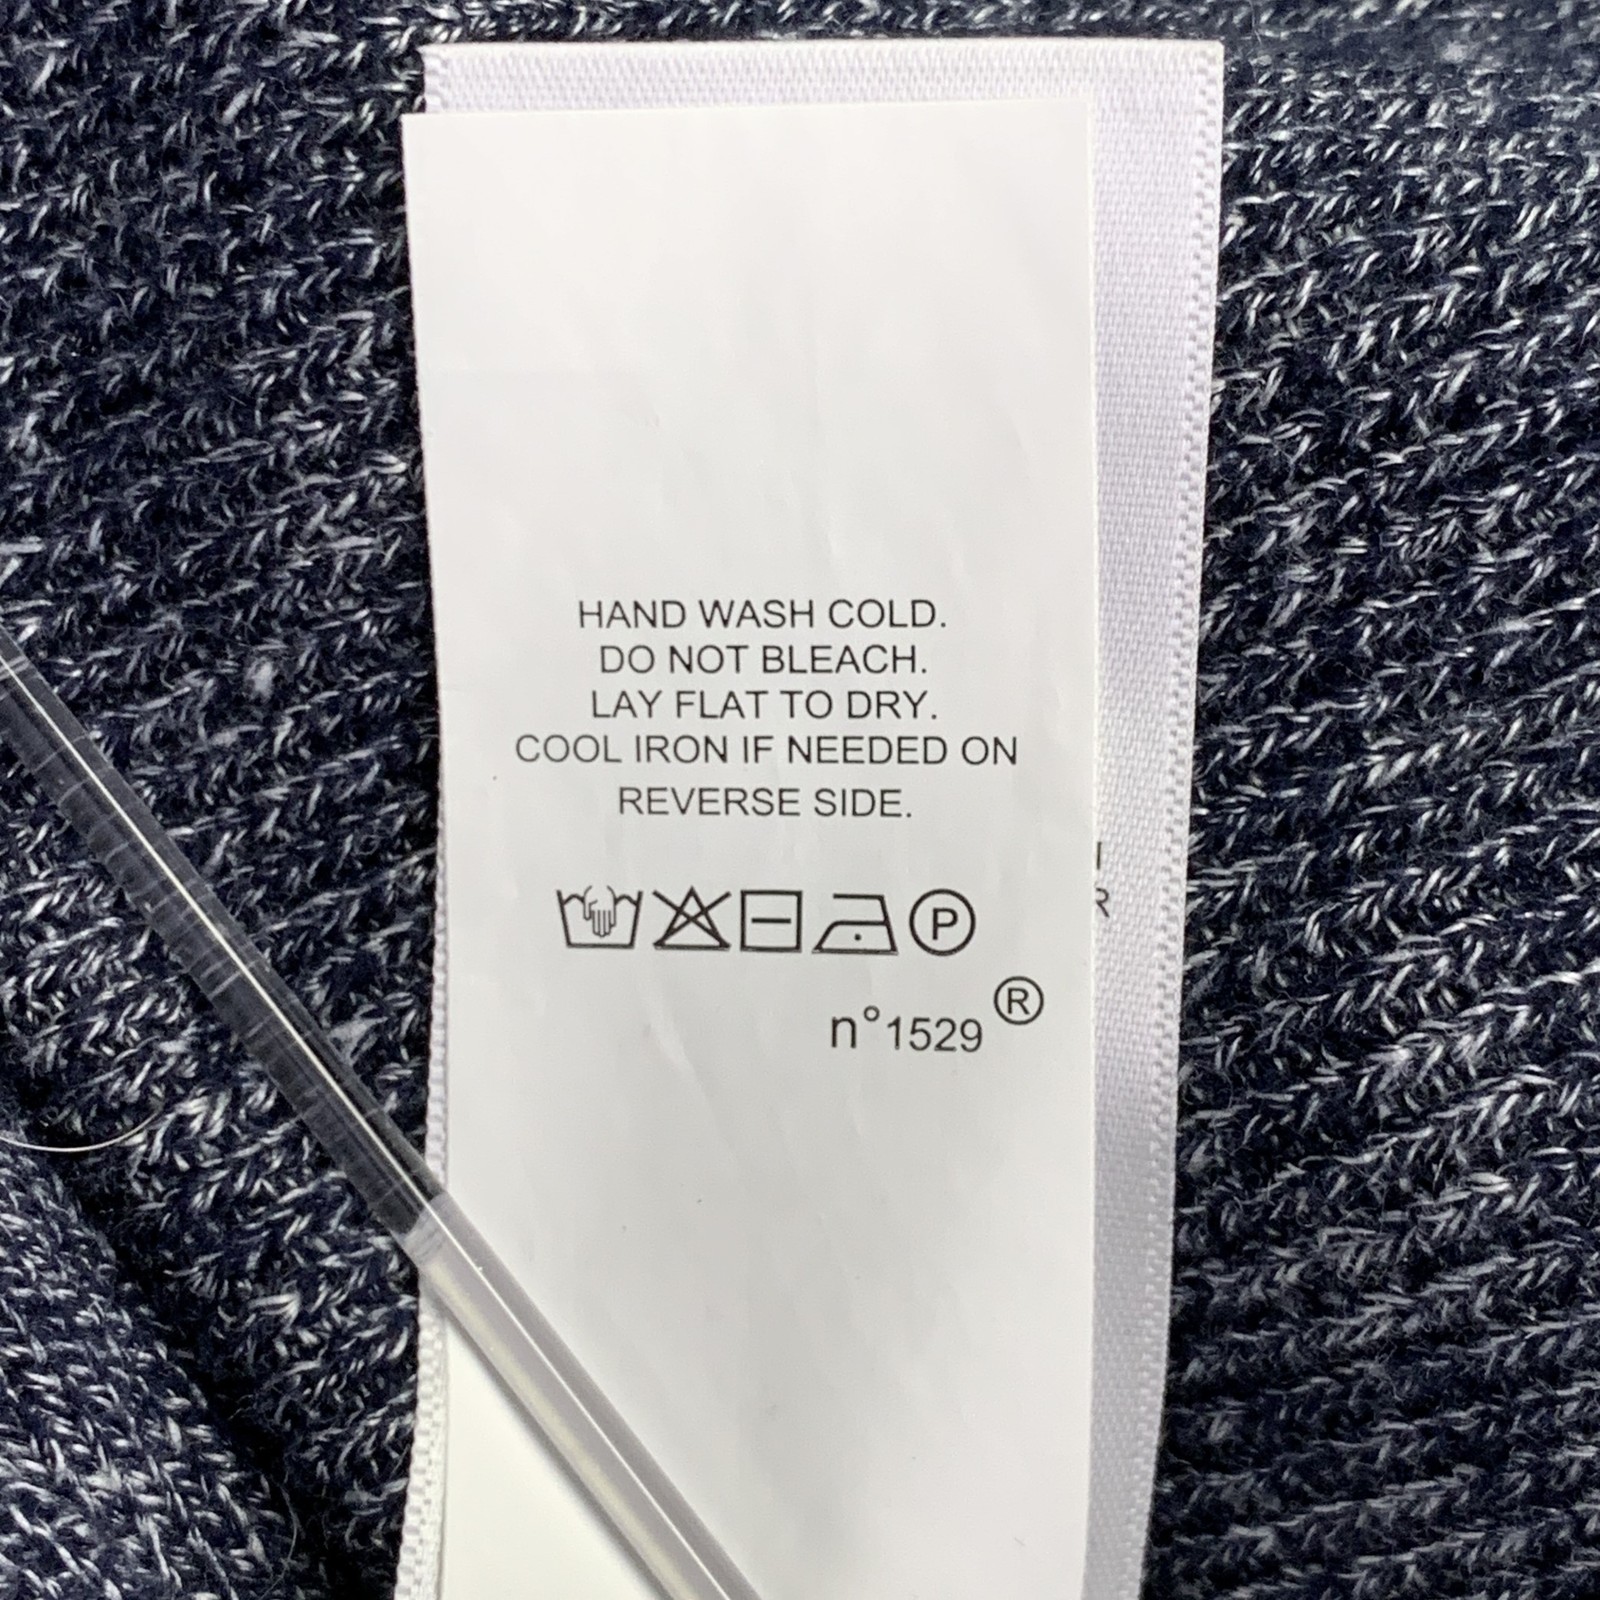 HAND WASH COLD.
DO NOT BLEACH.
LAY FLAT TO DRY.
COOL IRON IF NEEDED ON
REVERSE SIDE.
P
n°1529®
R